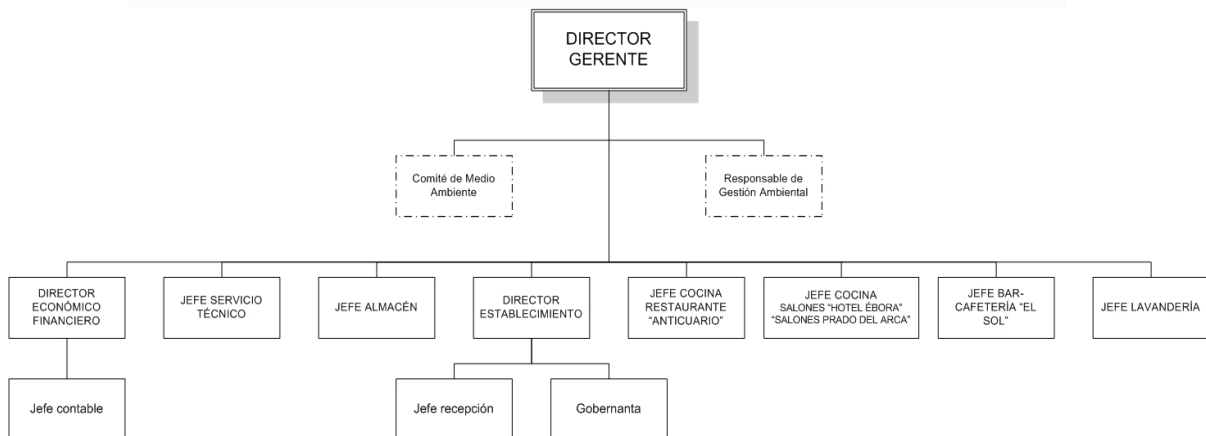 DIRECTOR
GERENTE
Comité de Medio
Ambiente
Responsable de
Gestión Ambiental
DIRECTOR
ECONÓMICO
FINANCIERO
JEFE SERVICIO
TÉCNICO
JEFE ALMACÉN
DIRECTOR
ESTABLECIMIENTO
JEFE COCINA
RESTAURANTE
“ANTICUARIO”
JEFE COCINA
SALONES “HOTEL ÉBORA”
“SALONES PRADO DEL ARCA”
JEFE BAR-
CAFETERÍA “EL
SOL”
JEFE LAVANDERÍA
Jefe contable
Jefe recepción
Gobernanta